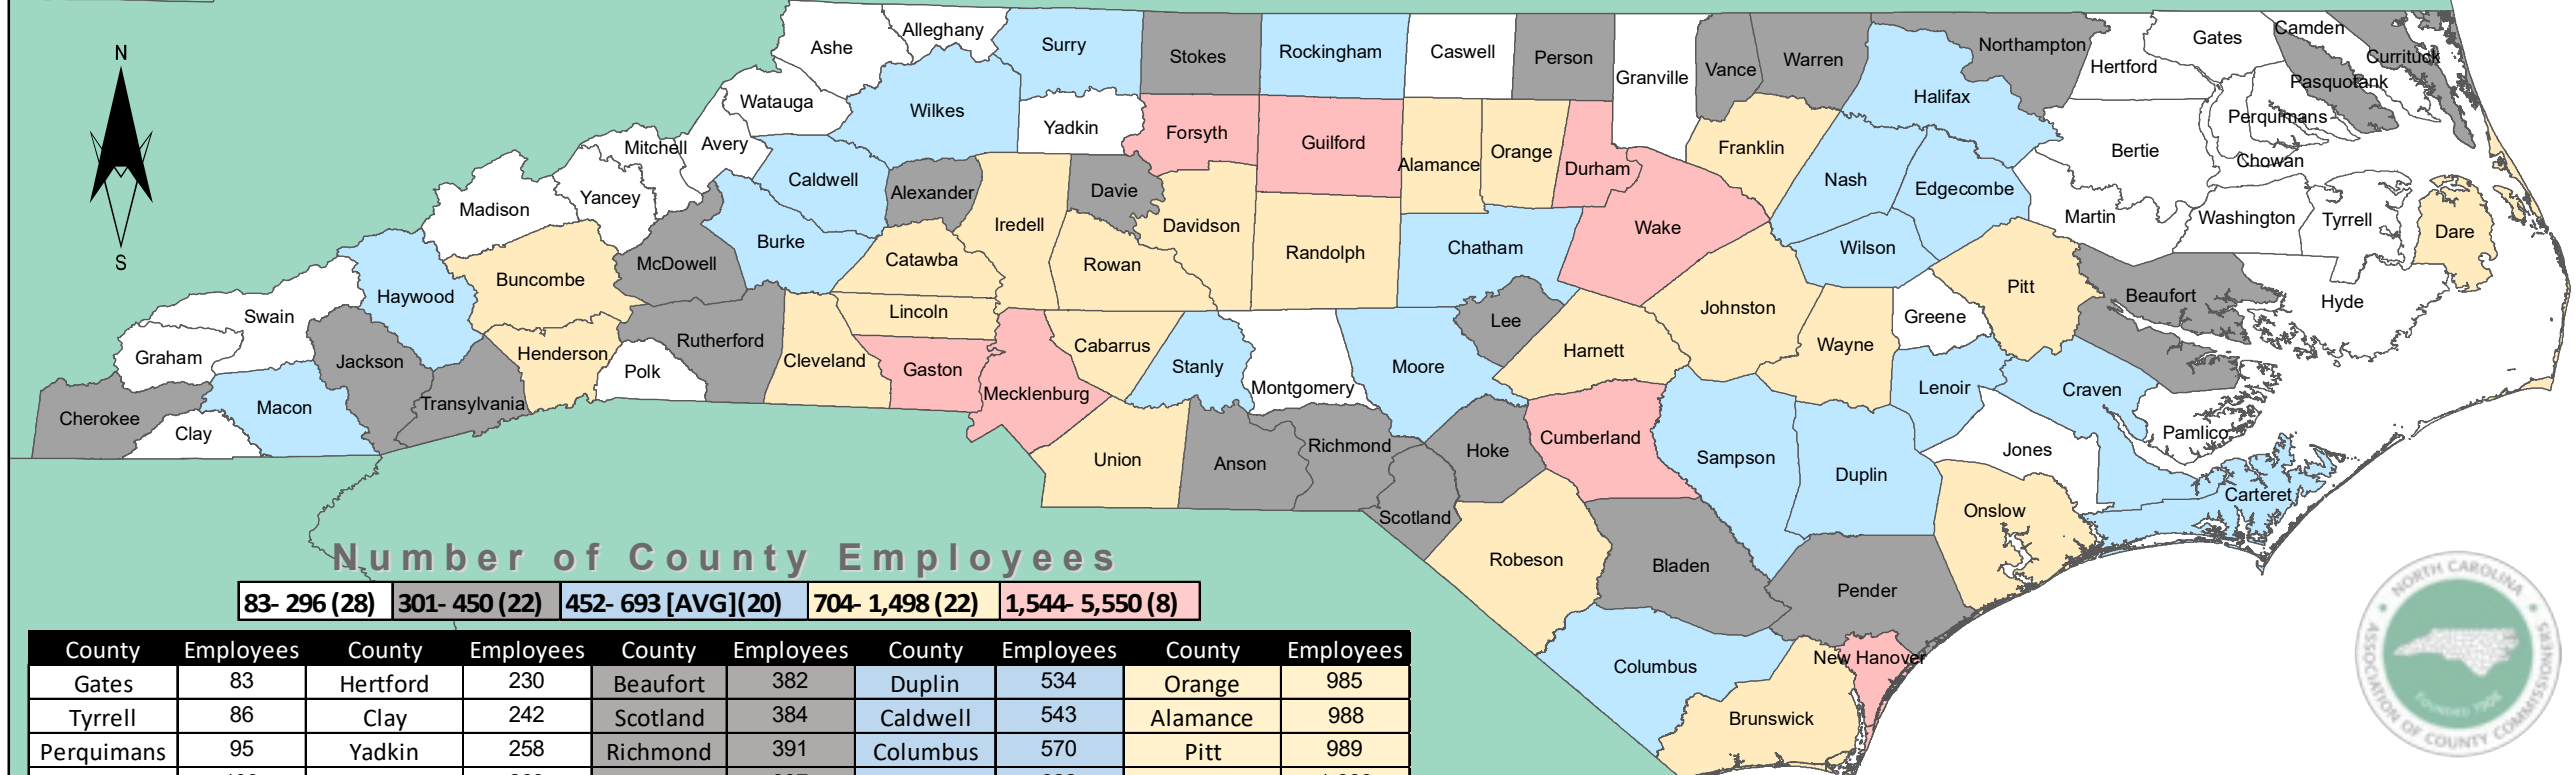 N
S
Alleghany
Ashe
Surry
Stokes
Rockingham
Caswell
Person
Granville
Vance
Warren
Northampton
Gates
Camden
Currituck
Hertford
Pasquotank
Watauga
Wilkes
Yadkin
Forsyth
Guilford
Alamance
Orange
Durham
Franklin
Halifax
Perquimans
Bertie
Chowan
Mitchell
Avery
Caldwell
Alexander
Davie
Nash
Edgecombe
Madison
Yancey
Iredell
Davidson
Randolph
Chatham
Wake
Martin
Washington
Tyrrell
Dare
Burke
Wilson
McDowell
Catawba
Rowan
Buncombe
Haywood
Pitt
Beaufort
Hyde
Swain
Lincoln
Lee
Johnston
Greene
Graham
Jackson
Henderson
Rutherford
Cleveland
Gaston
Cabarrus
Stanly
Moore
Harnett
Wayne
Polk
Mecklenburg
Montgomery
Lenoir
Craven
Cherokee
Macon
Transylvania
Clay
Pamlico
Union
Anson
Richmond
Hoke
Cumberland
Sampson
Duplin
Jones
Carteret
Scotland
Onslow
Robeson
Bladen
Pender
Columbus
New Hanover
Brunswick
Number of County Employees
83- 296 (28) 301- 450 (22) 452- 693 [AVG](20) 704- 1,498 (22) 1,544- 5,550 (8)
County Employees County Employees County Employees County Employees County Employees
Gates 83 Hertford 230 Beaufort 382 Duplin 534 Orange 985
Tyrrell 86 Clay 242 Scotland 384 Caldwell 543 Alamance 988
Perquimans 95 Yadkin 258 Richmond 391 Columbus 570 Pitt 989
NORTH CAROLINA
ASSOCIATION OF COUNTY COMMISSIONERS